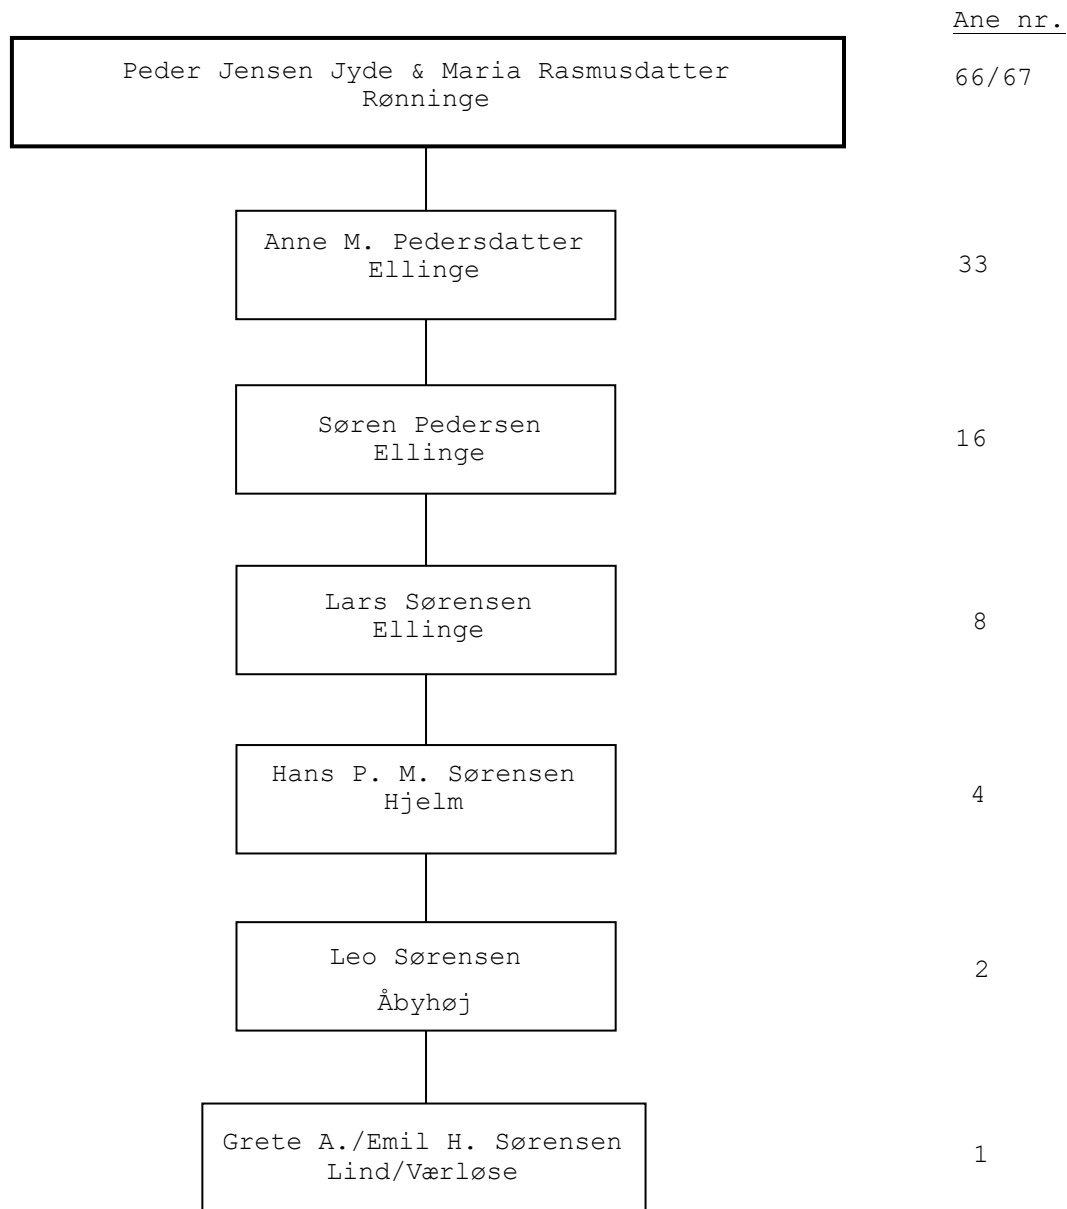 Ane nr.
Peder Jensen Jyde & Maria Rasmusdatter
Rønninge
66/67
Anne M. Pedersdatter
Ellinge
33
Søren Pedersen
Ellinge
16
Lars Sørensen
Ellinge
8
Hans P. M. Sørensen
Hjelm
4
Leo Sørensen
Åbyhøj
2
Grete A./Emil H. Sørensen
Lind/Værløse
1